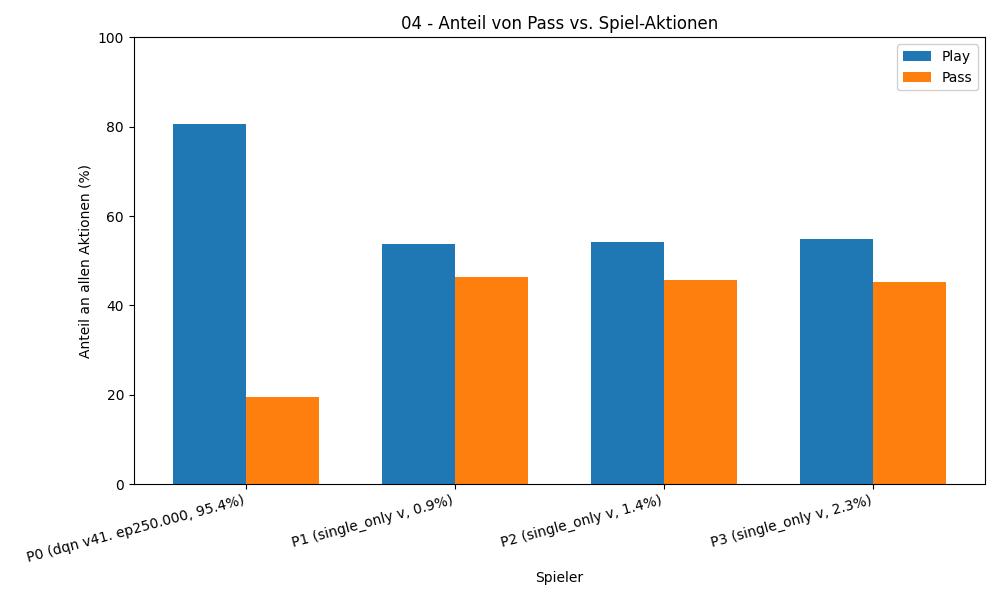 04 - Anteil von Pass vs. Spiel-Aktionen
Play
Pass
Anteil an allen Aktionen (%)
100
80
60
40
20
0
P0 (dqn v41. ep250.000, 95.4%)
P1 (single_only v, 0.9%)
P2 (single_only v, 1.4%)
P3 (single_only v, 2.3%)
Spieler